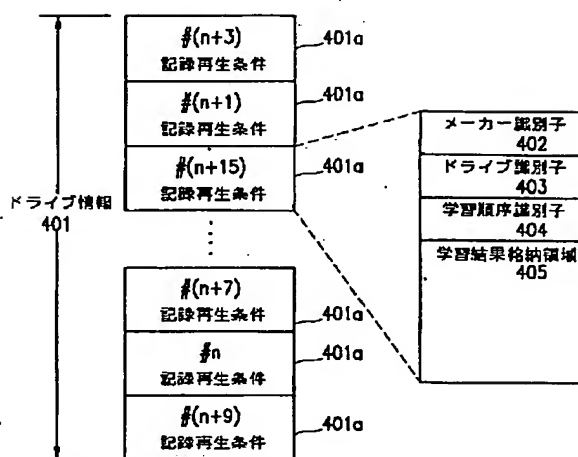 #(n+3)
記録再生条件
401a
#(n+1)
記録再生条件
401a
#(n+15)
記録再生条件
401a
ドライブ情報
401
#(n+7)
記録再生条件
401a
#n
記録再生条件
401a
#(n+9)
記録再生条件
401a
メーカー識別子
402
ドライブ識別子
403
学習順序識別子
404
学習結果格納領域
405